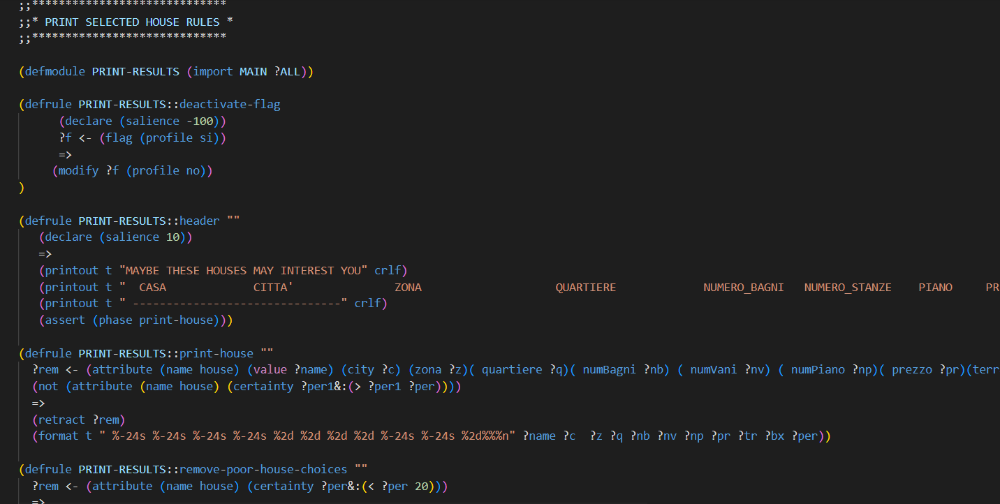 ;;*****************************
;;* PRINT SELECTED HOUSE RULES *
;;*****************************
(defmodule PRINT-RESULTS (import MAIN ?ALL))
(defrule PRINT-RESULTS::deactivate-flag
(declare (salience -100))
?f <- (flag (profile si))
=>
(modify ?f (profile no))
)
(defrule PRINT-RESULTS::header ""
(declare (salience 10))
=>
(printout t "MAYBE THESE HOUSES MAY INTEREST YOU" crlf)
(printout t " CASA CITTA' ZONA QUARTIERE NUMERO_BAGNI NUMERO_STANZE PIANO PR
(printout t " -------------------------------" crlf)
(assert (phase print-house)))
(defrule PRINT-RESULTS::print-house ""
?rem <- (attribute (name house) (value ?name) (city ?c) (zona ?z)( quartiere ?q)( numBagni ?nb) ( numVani ?nv) ( numPiano ?np)( prezzo ?pr)(terr
(not (attribute (name house) (certainty ?per1&:(> ?per1 ?per))))
=>
(retract ?rem)
(format t " %-24s %-24s %-24s %-24s %2d %2d %2d %2d %-24s %-24s %2d%%%n" ?name ?c ?z ?q ?nb ?nv ?np ?pr ?tr ?bx ?per))
(defrule PRINT-RESULTS::remove-poor-house-choices ""
?rem <- (attribute (name house) (certainty ?per&:(< ?per 20)))
=>